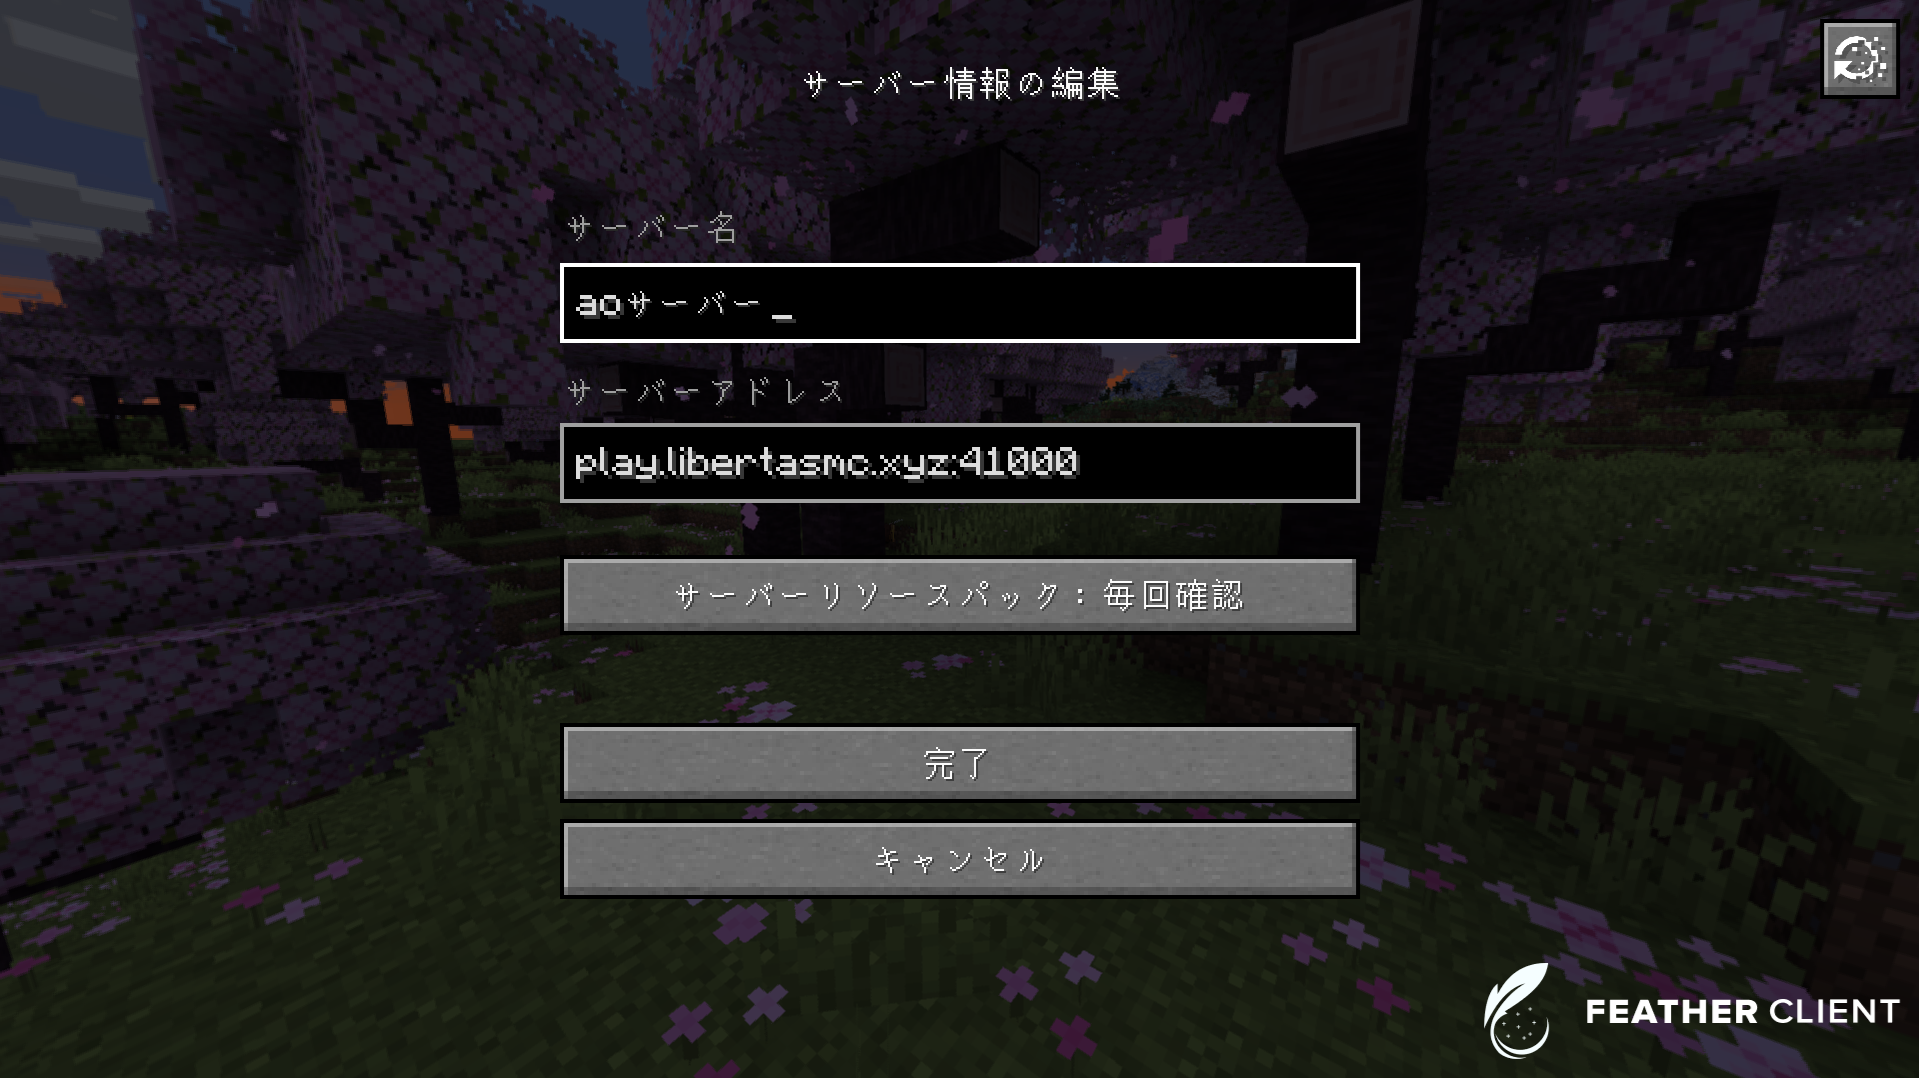 サーバー情報の編集
サーバー名
aoサーバー_
サーバーアドレス
play.libertasmc.xyz:41000
サーバーリソースパック：毎回確認
完了
キャンセル
FEATHER CLIENT